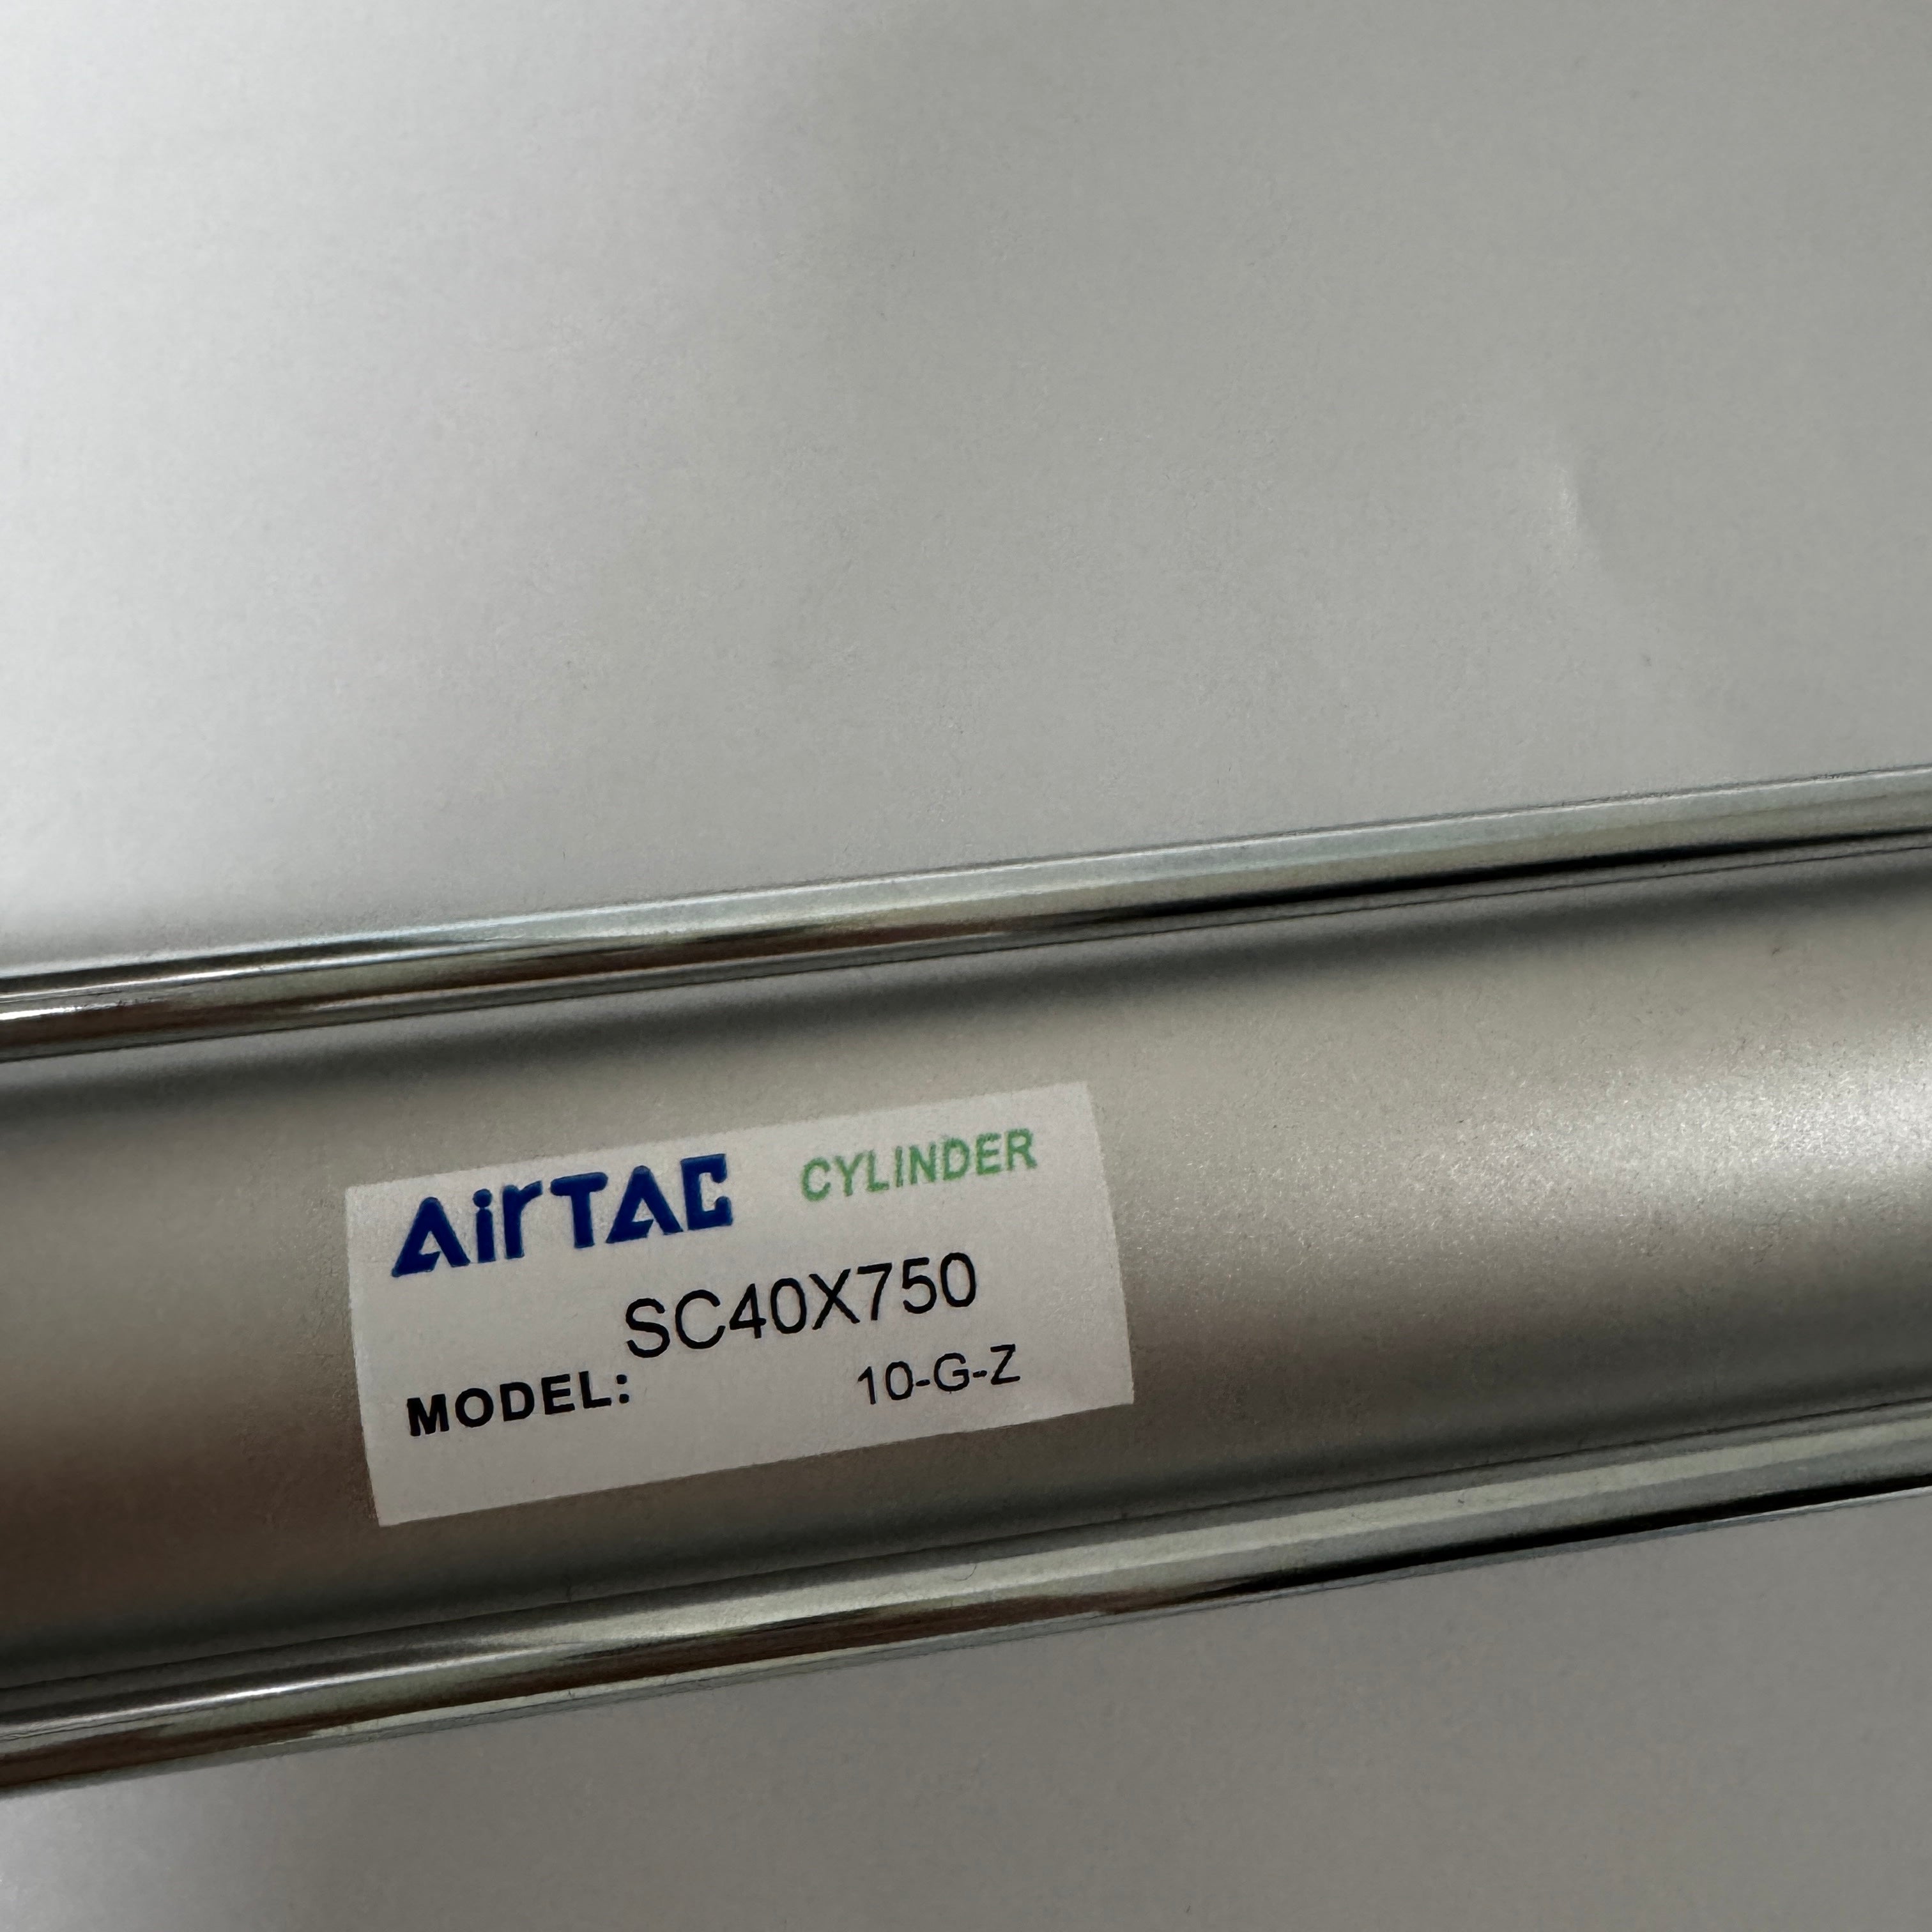 AirTAC CYLINDER
SC40X750
MODEL: 10-G-Z